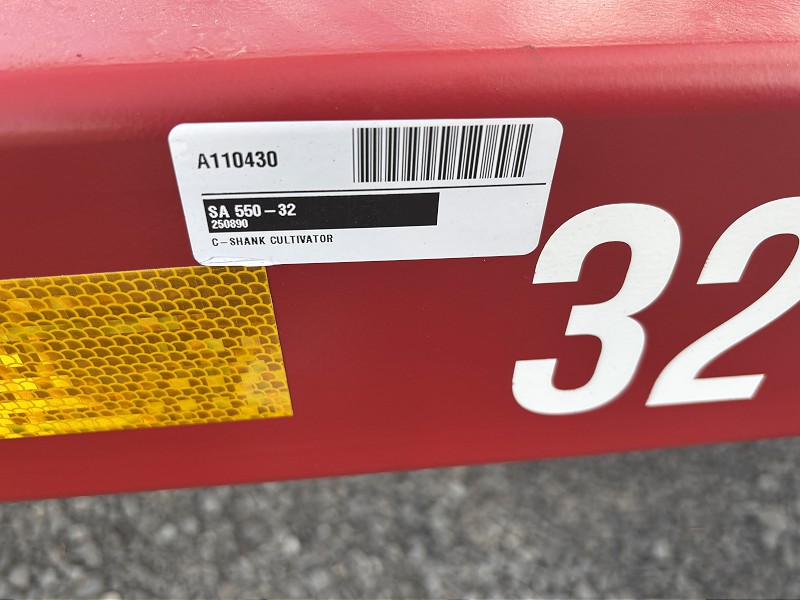 A110430
SA 550-32
250890
C-SHANK CULTIVATOR
32